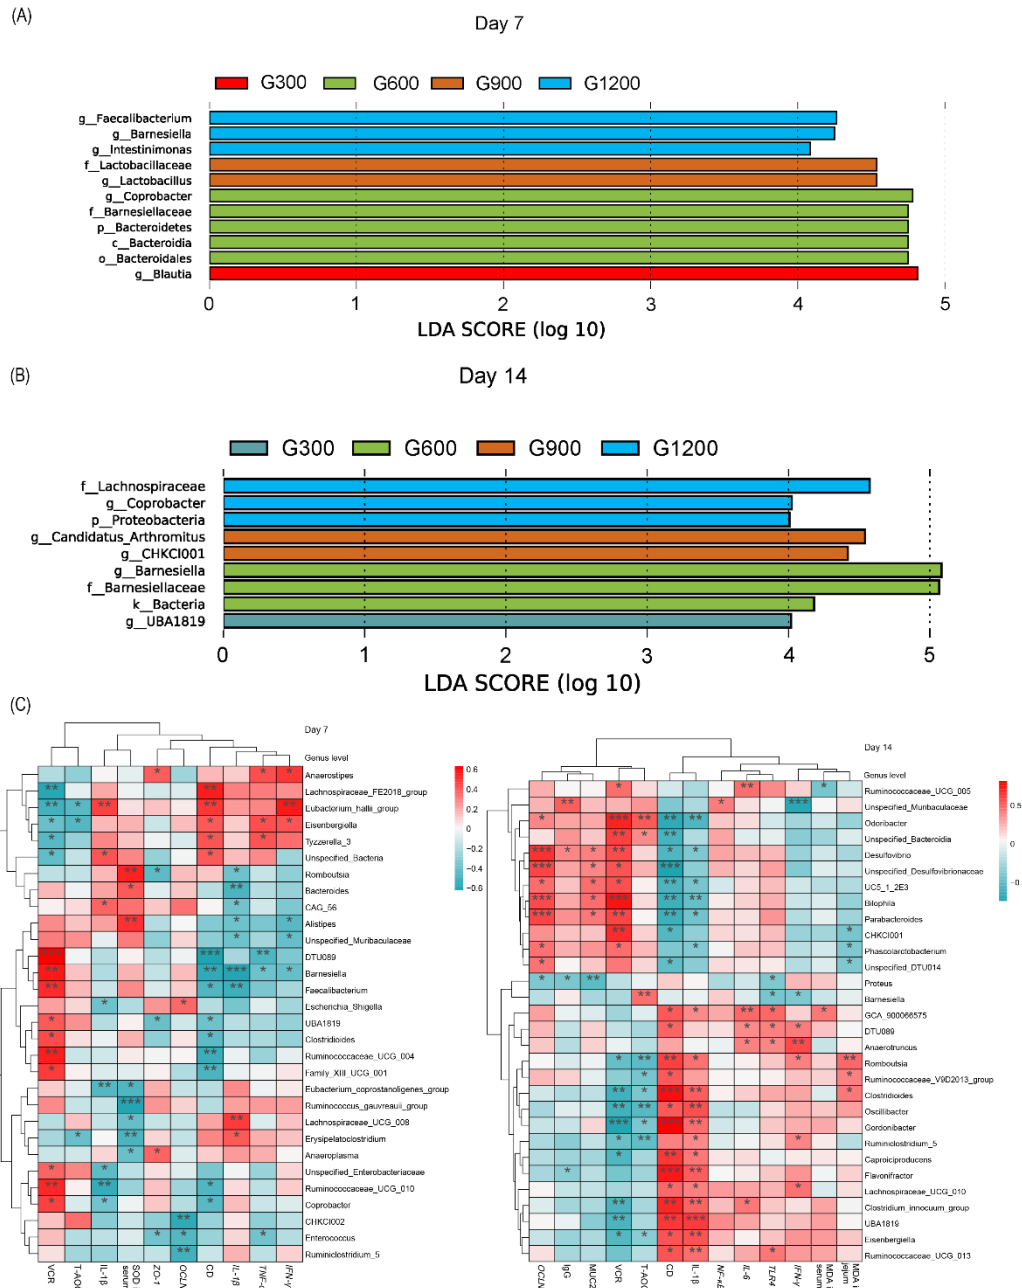 (A)
Day 7
G300 G600 G900 G1200
g__Faecalibacterium
g__Barnesiella
g__Intestinimonas
f__Lactobacillaceae
g__Lactobacillus
g__Coprobacter
f__Barnesiellaceae
p__Bacteroidetes
c__Bacteroidia
o__Bacteroidales
g__Blautia
0 1 2 3 4 5
LDA SCORE (log 10)
(B)
Day 14
G300 G600 G900 G1200
f__Lachnospiraceae
g__Coprobacter
p__Proteobacteria
g__Candidatus_Arthromitus
g__CHKCI001
g__Barnesiella
f__Barnesiellaceae
k__Bacteria
g__UBA1819
0 1 2 3 4 5
LDA SCORE (log 10)
(C)
Day 7
Genus level
Anaerostipes
Lachnospiraceae_FE2018_group
Eubacterium_hallii_group
Eisenbergiella
Tyzzerella_3
Unspecified_Bacteria
Romboutsia
Bacteroides
CAG_56
Alistipes
Unspecified_Muribaculaceae
DTU089
Barnesiella
Faecalibacterium
Escherichia_Shigella
UBA1819
Clostridioides
Ruminococcaceae_UCG_004
Family_XIII_UCG_001
Eubacterium_coprostanoligenes_group
Ruminococcus_gauvreauii_group
Lachnospiraceae_UCG_008
Erysipelatoclostridium
Anaeroplasma
Unspecified_Enterobacteriaceae
Ruminococcaceae_UCG_010
Coprobacter
CHKCI002
Enterococcus
Ruminiclostridium_5
VCR
T-AOC
IL-1β
SOD
serum
ZO-1
OCLN
CD
IL-1β
TNF-α
IFN-γ
0.6
0.4
0.2
0
−0.2
−0.4
−0.6
Day 14
Genus level
Ruminococcaceae_UCG_005
Unspecified_Muribaculaceae
Odoribacter
Unspecified_Bacteroidia
Desulfovibrio
Unspecified_Desulfovibrionaceae
UC5_1_2E3
Bilophila
Parabacteroides
CHKCI001
Phascolarctobacterium
Unspecified_DTU014
Proteus
Barnesiella
GCA_900066575
DTU089
Anaerotruncus
Romboutsia
Ruminococcaceae_V9D2013_group
Clostridioides
Oscillibacter
Gordonibacter
Ruminiclostridium_5
Caproiciproducens
Flavonifractor
Lachnospiraceae_UCG_010
Clostridium_innocuum_group
UBA1819
Eisenbergiella
Ruminococcaceae_UCG_013
OCLN
IgG
MUC2
VCR
T-AOC
CD
IL-1β
NF-κB
IL-6
TLR4
IFN-γ
MDA i
serum
MDA i
jejum
0.5
0